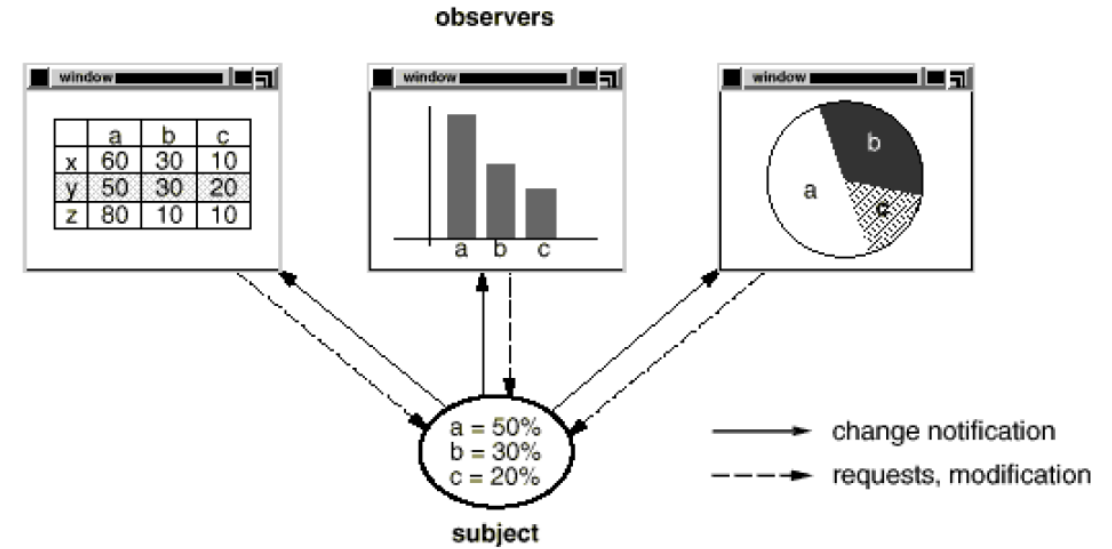 observers
window
a b c
x 60 30 10
y 50 30 20
z 80 10 10
window
a b c
window
b
a
c
a = 50%
b = 30%
c = 20%
subject
change notification
requests, modification